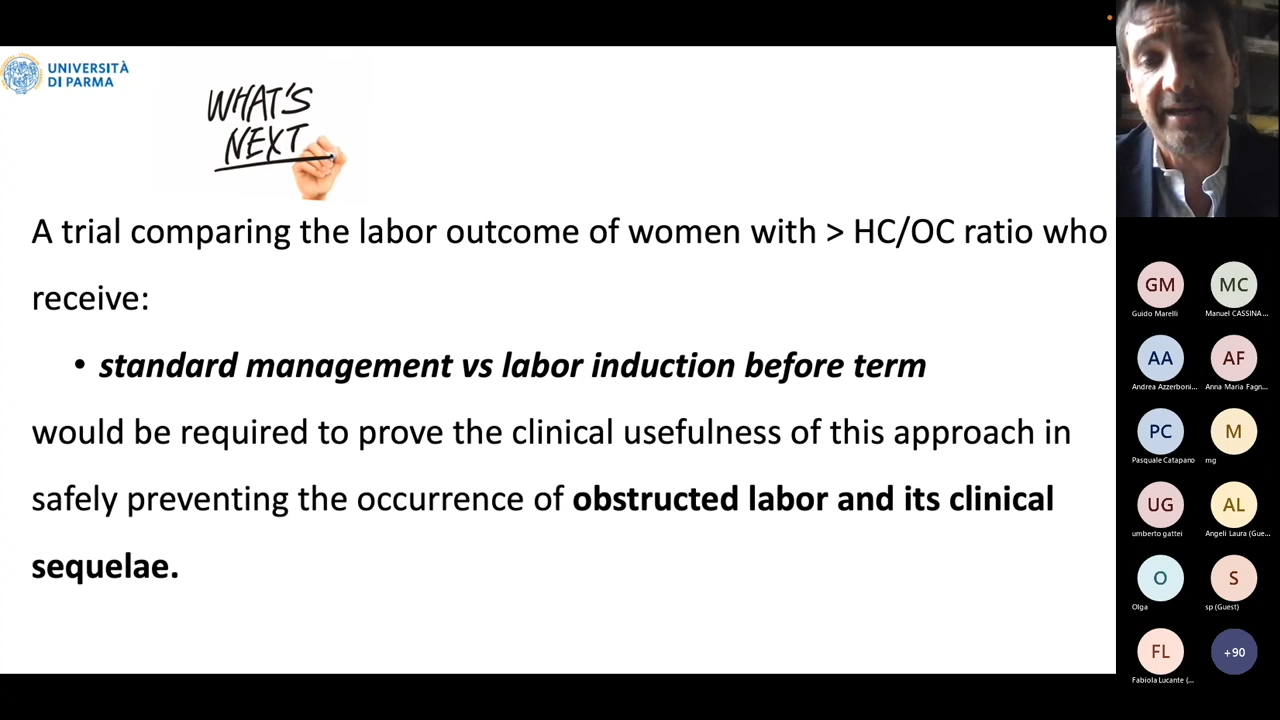 UNIVERSITÀ
DI PARMA
WHAT'S
NEXT
A trial comparing the labor outcome of women with > HC/OC ratio who
receive:
• standard management vs labor induction before term
would be required to prove the clinical usefulness of this approach in
safely preventing the occurrence of obstructed labor and its clinical
sequelae.
GM
MC
Guido Marelli
Manuel CASSINA...
AA
AF
Andrea Azzerboni...
Anna Maria Fagn...
PC
M
Pasquale Catapano
mg
UG
AL
umberto gattei
Angeli Laura (Gue...
O
S
Olga
sp (Guest)
FL
+90
Fabiola Lucante (...